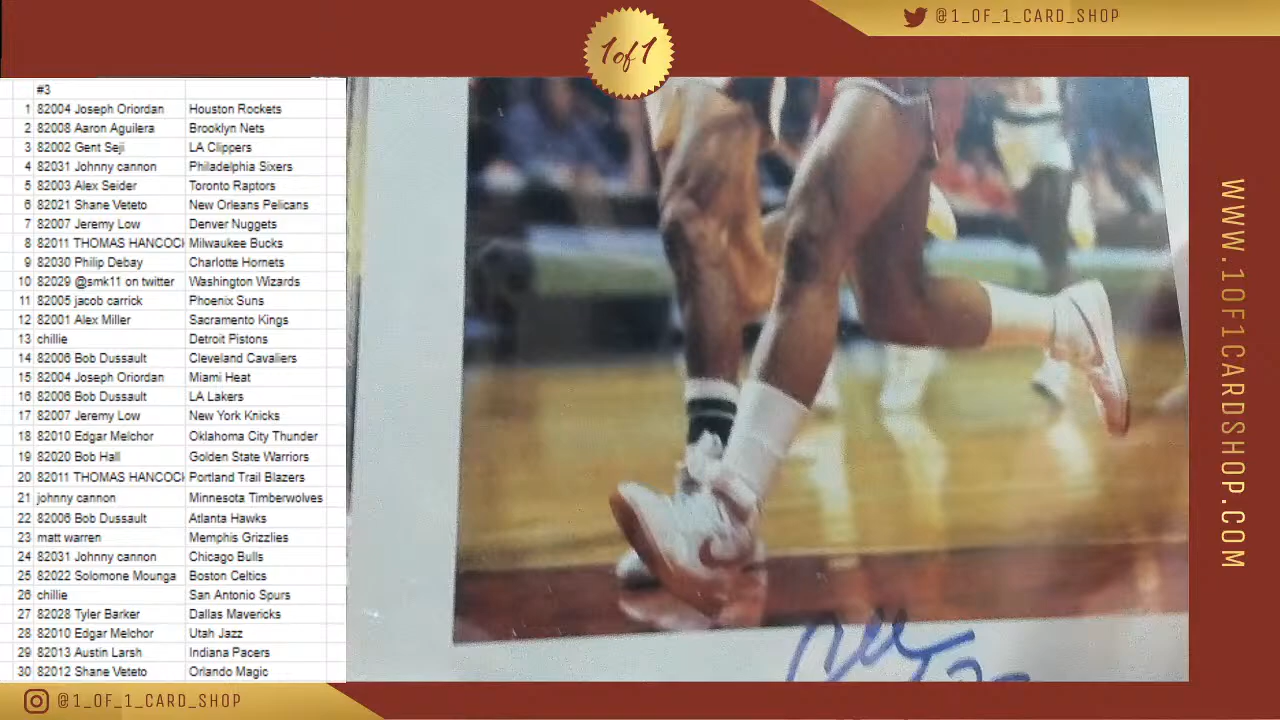 @1_OF_1_CARD_SHOP
1 of 1
#3
1 82004 Joseph Oriordan Houston Rockets
2 82008 Aaron Aguilera Brooklyn Nets
3 82002 Gent Seji LA Clippers
4 82031 Johnny cannon Philadelphia Sixers
5 82003 Alex Seider Toronto Raptors
6 82021 Shane Veteto New Orleans Pelicans
7 82007 Jeremy Low Denver Nuggets
8 82011 THOMAS HANCOCK Milwaukee Bucks
9 82030 Philip Debay Charlotte Hornets
10 82029 @smk11 on twitter Washington Wizards
11 82005 jacob carrick Phoenix Suns
12 82001 Alex Miller Sacramento Kings
13 chillie Detroit Pistons
14 82006 Bob Dussault Cleveland Cavaliers
15 82004 Joseph Oriordan Miami Heat
16 82006 Bob Dussault LA Lakers
17 82007 Jeremy Low New York Knicks
18 82010 Edgar Melchor Oklahoma City Thunder
19 82020 Bob Hall Golden State Warriors
20 82011 THOMAS HANCOCK Portland Trail Blazers
21 johnny cannon Minnesota Timberwolves
22 82006 Bob Dussault Atlanta Hawks
23 matt warren Memphis Grizzlies
24 82031 Johnny cannon Chicago Bulls
25 82022 Solomone Mounga Boston Celtics
26 chillie San Antonio Spurs
27 82028 Tyler Barker Dallas Mavericks
28 82010 Edgar Melchor Utah Jazz
29 82013 Austin Larsh Indiana Pacers
30 82012 Shane Veteto Orlando Magic
WWW.1OF1CARDSHOP.COM
@1_OF_1_CARD_SHOP